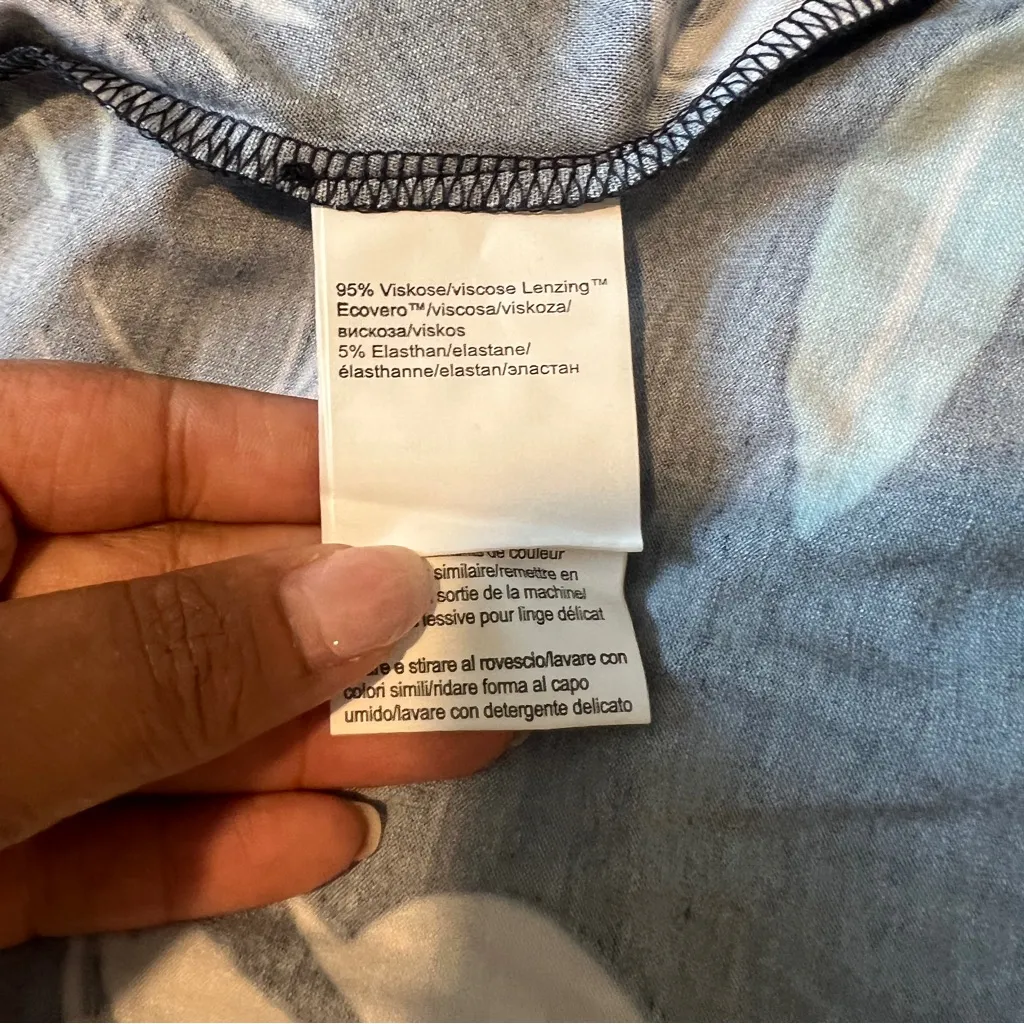 95% Viskose/viscose Lenzing™
Ecovero™/viscosa/viskoza/
вискоза/viskos
5% Elasthan/elastane/
élasthanne/elastan/эластан
de couleur
similaire/remettre en
sortie de la machine/
pour linge délicat
e stirare al rovescio/lavare con
colori simili/ridare forma al capo
umido/lavare con detergente delicato